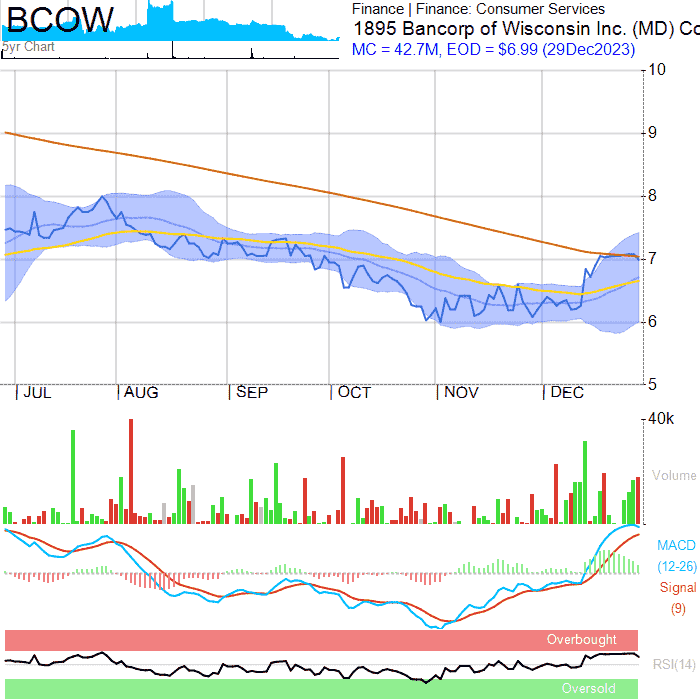 BCOW
5yr Chart
Finance | Finance: Consumer Services
1895 Bancorp of Wisconsin Inc. (MD) Co
MC = 42.7M, EOD = $6.99 (29Dec2023)
10
9
8
7
6
5
JUL AUG SEP OCT NOV DEC
40k
Volume
MACD
(12-26)
Signal
(9)
Overbought
RSI(14)
Oversold